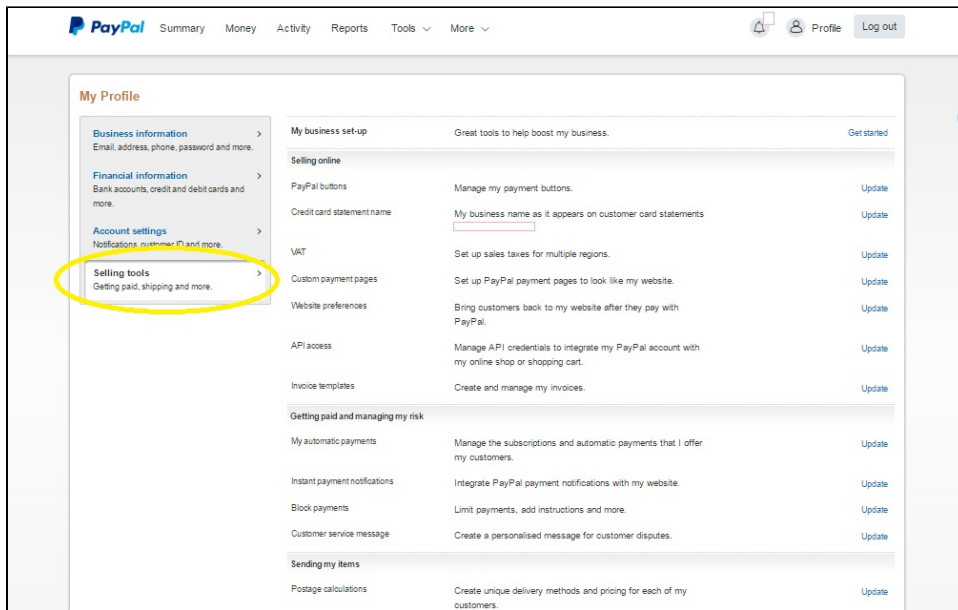 PayPal Summary Money Activity Reports Tools More Profile Log out
My Profile
Business information
Email, address, phone, password and more.
Financial information
Bank accounts, credit and debit cards and
more.
Account settings
Notifications, customer ID and more.
Selling tools
Getting paid, shipping and more.
My business set-up Great tools to help boost my business. Get started
Selling online
PayPal buttons Manage my payment buttons. Update
Credit card statement name My business name as it appears on customer card statements Update
VAT Set up sales taxes for multiple regions. Update
Custom payment pages Set up PayPal payment pages to look like my website. Update
Website preferences Bring customers back to my website after they pay with Update
PayPal.
API access Manage API credentials to integrate my PayPal account with Update
my online shop or shopping cart.
Invoice templates Create and manage my invoices. Update
Getting paid and managing my risk
My automatic payments Manage the subscriptions and automatic payments that I offer Update
my customers.
Instant payment notifications Integrate PayPal payment notifications with my website. Update
Block payments Limit payments, add instructions and more. Update
Customer service message Create a personalised message for customer disputes. Update
Sending my items
Postage calculations Create unique delivery methods and pricing for each of my Update
customers.